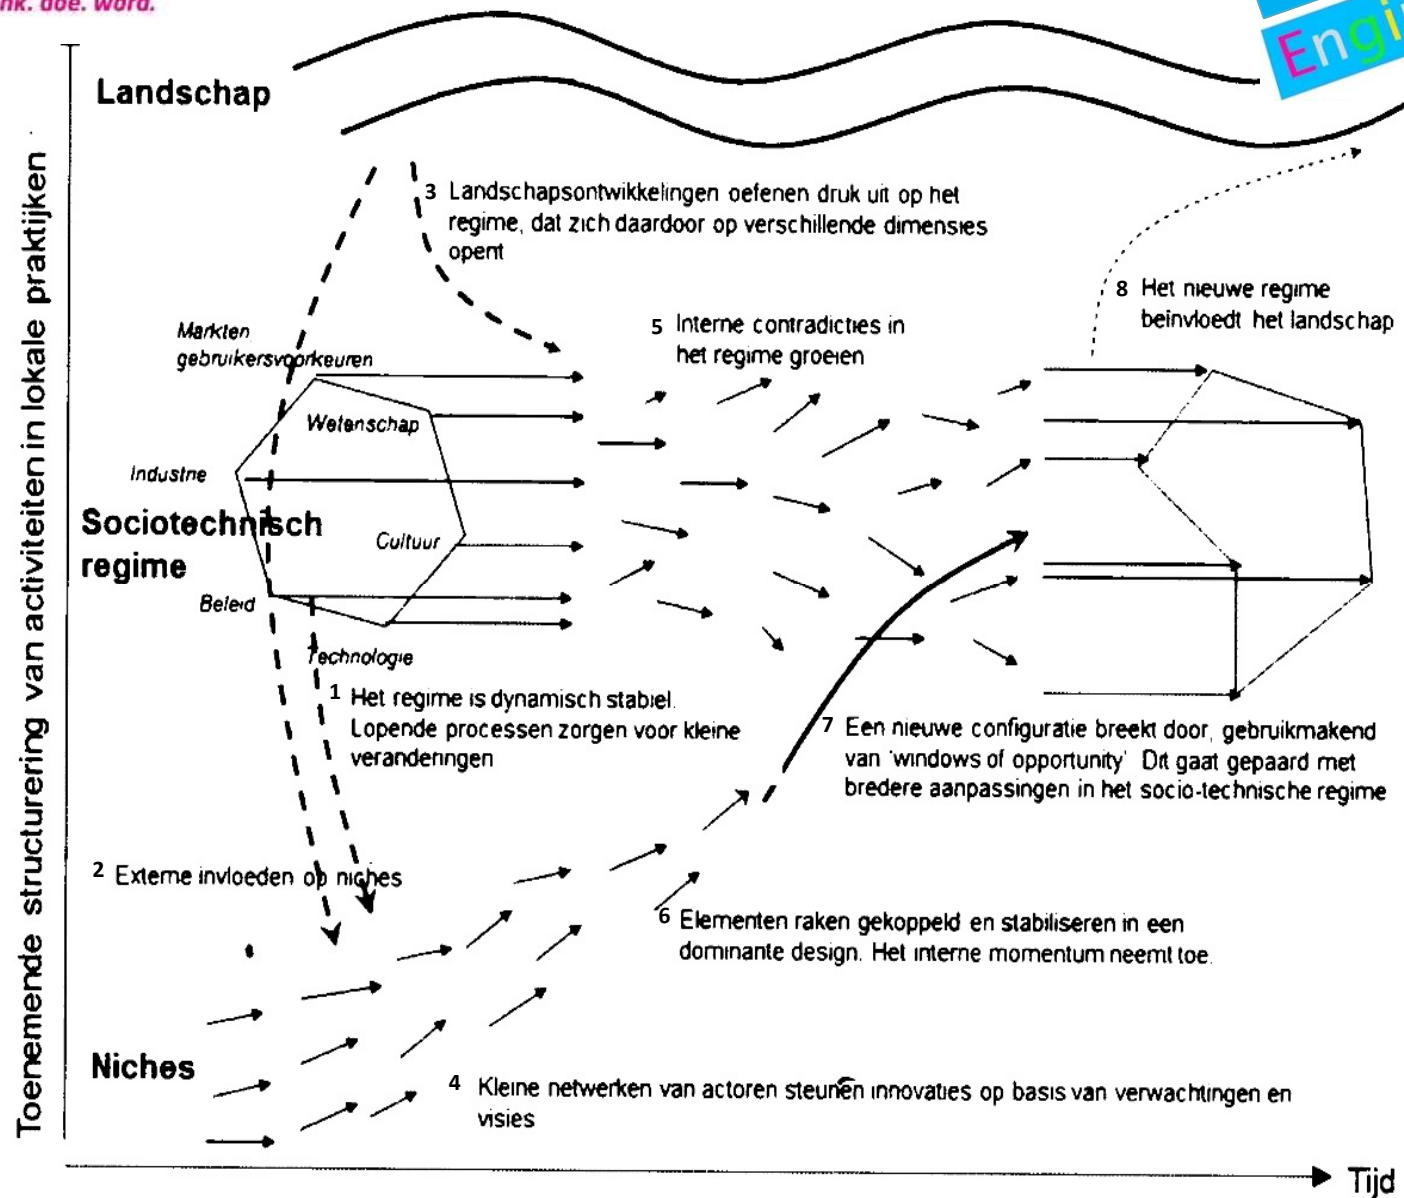 nk. doe. word.
Engi
Landschap
Toenemende structurering van activiteiten in lokale praktijken
3 Landschapsontwikkelingen oefenen druk uit op het
regime, dat zich daardoor op verschillende dimensies
opent
8 Het nieuwe regime
beinvloedt het landschap
5 Interne contradicties in
het regime groeien
Markten
gebruikersvoorkeuren
Wetenschap
Industrie
Sociotechnisch
regime
Cultuur
Beleid
Technologie
1 Het regime is dynamisch stabiel.
Lopende processen zorgen voor kleine
veranderingen
7 Een nieuwe configuratie breekt door, gebruikmakend
van 'windows of opportunity' Dit gaat gepaard met
bredere aanpassingen in het socio-technische regime
2 Externe invloeden op niches
6 Elementen raken gekoppeld en stabiliseren in een
dominante design. Het interne momentum neemt toe.
Niches
4 Kleine netwerken van actoren steunen innovaties op basis van verwachtingen en
visies
Tijd